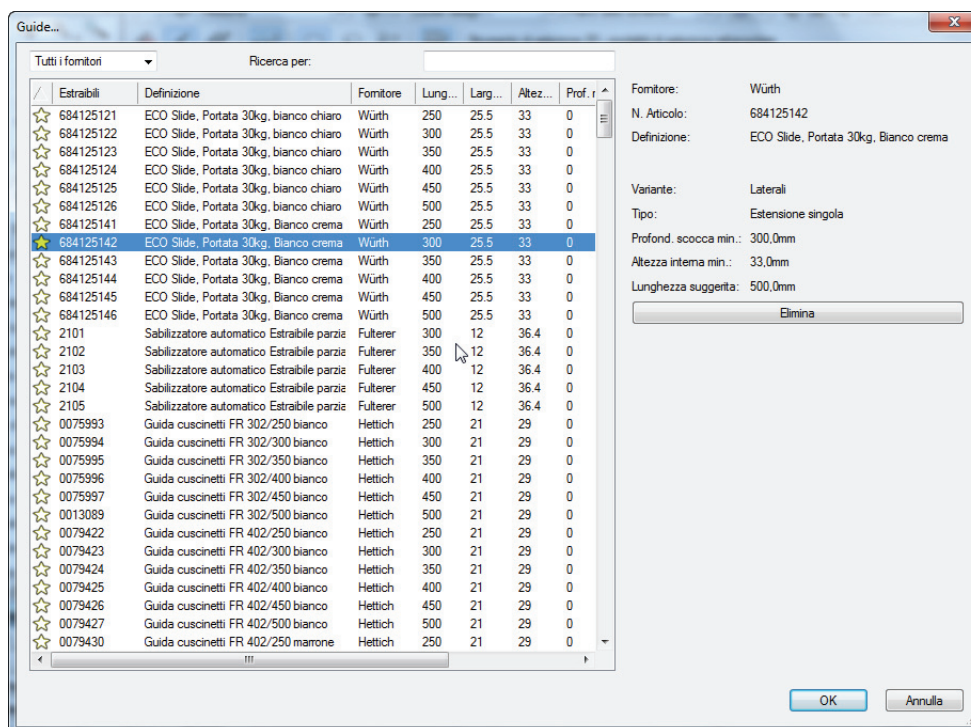 Guide...
Tutti i fornitori Ricerca per:
Estraibili Definizione Fornitore Lung... Larg... Altez... Prof. r
684125121 ECO Slide, Portata 30kg, bianco chiaro Würth 250 25.5 33 0
684125122 ECO Slide, Portata 30kg, bianco chiaro Würth 300 25.5 33 0
684125123 ECO Slide, Portata 30kg, bianco chiaro Würth 350 25.5 33 0
684125124 ECO Slide, Portata 30kg, bianco chiaro Würth 400 25.5 33 0
684125125 ECO Slide, Portata 30kg, bianco chiaro Würth 450 25.5 33 0
684125126 ECO Slide, Portata 30kg, bianco chiaro Würth 500 25.5 33 0
684125141 ECO Slide, Portata 30kg, Bianco crema Würth 250 25.5 33 0
684125142 ECO Slide, Portata 30kg, Bianco crema Würth 300 25.5 33 0
684125143 ECO Slide, Portata 30kg, Bianco crema Würth 350 25.5 33 0
684125144 ECO Slide, Portata 30kg, Bianco crema Würth 400 25.5 33 0
684125145 ECO Slide, Portata 30kg, Bianco crema Würth 450 25.5 33 0
684125146 ECO Slide, Portata 30kg, Bianco crema Würth 500 25.5 33 0
2101 Sabilizzatore automatico Estraibile parzia Fulterer 300 12 36.4 0
2102 Sabilizzatore automatico Estraibile parzia Fulterer 350 12 36.4 0
2103 Sabilizzatore automatico Estraibile parzia Fulterer 400 12 36.4 0
2104 Sabilizzatore automatico Estraibile parzia Fulterer 450 12 36.4 0
2105 Sabilizzatore automatico Estraibile parzia Fulterer 500 12 36.4 0
0075993 Guida cuscinetti FR 302/250 bianco Hettich 250 21 29 0
0075994 Guida cuscinetti FR 302/300 bianco Hettich 300 21 29 0
0075995 Guida cuscinetti FR 302/350 bianco Hettich 350 21 29 0
0075996 Guida cuscinetti FR 302/400 bianco Hettich 400 21 29 0
0075997 Guida cuscinetti FR 302/450 bianco Hettich 450 21 29 0
0013089 Guida cuscinetti FR 302/500 bianco Hettich 500 21 29 0
0079422 Guida cuscinetti FR 402/250 bianco Hettich 250 21 29 0
0079423 Guida cuscinetti FR 402/300 bianco Hettich 300 21 29 0
0079424 Guida cuscinetti FR 402/350 bianco Hettich 350 21 29 0
0079425 Guida cuscinetti FR 402/400 bianco Hettich 400 21 29 0
0079426 Guida cuscinetti FR 402/450 bianco Hettich 450 21 29 0
0079427 Guida cuscinetti FR 402/500 bianco Hettich 500 21 29 0
0079430 Guida cuscinetti FR 402/250 marrone Hettich 250 21 29 0
Fornitore: Würth
N. Articolo: 684125142
Definizione: ECO Slide, Portata 30kg, Bianco crema
Variante: Laterali
Tipo: Estensione singola
Profond. scocca min.: 300,0mm
Altezza interna min.: 33,0mm
Lunghezza suggerita: 500,0mm
Elimina
OK Annulla